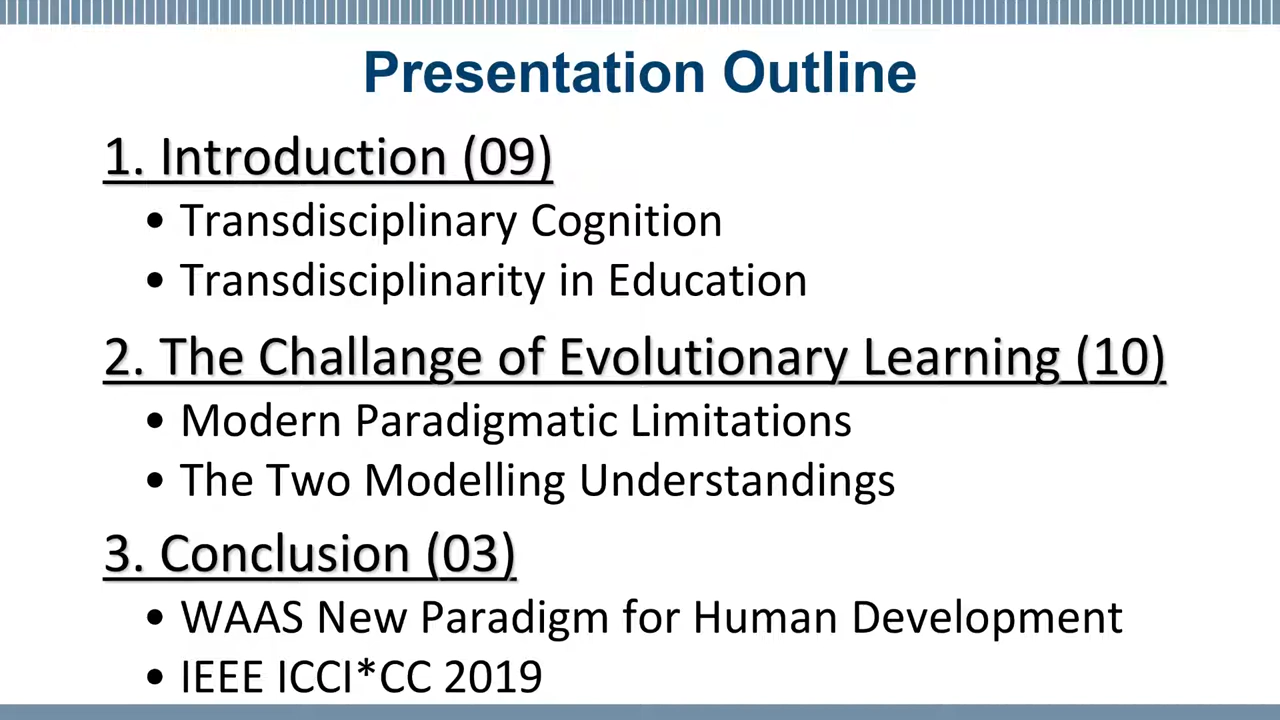 Presentation Outline
1. Introduction (09)
• Transdisciplinary Cognition
• Transdisciplinarity in Education
2. The Challange of Evolutionary Learning (10)
• Modern Paradigmatic Limitations
• The Two Modelling Understandings
3. Conclusion (03)
• WAAS New Paradigm for Human Development
• IEEE ICCI*CC 2019